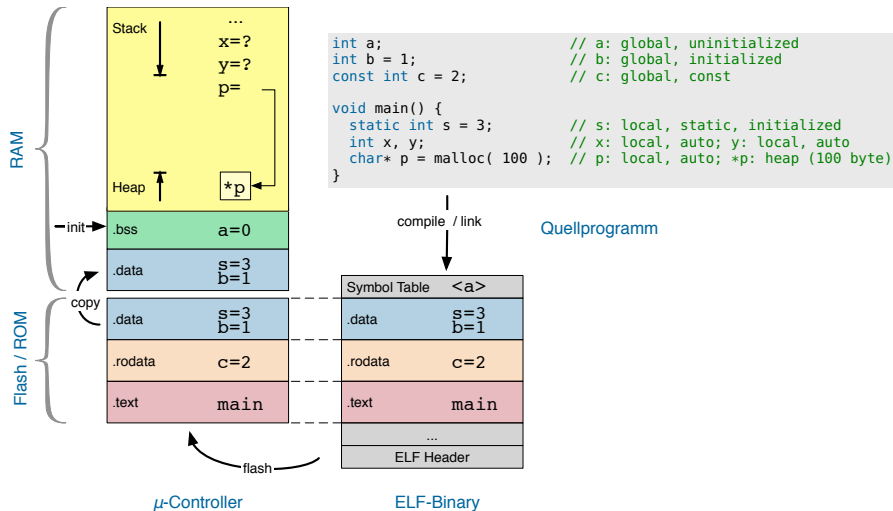 Stack
...
x=?
y=?
p=
Heap
*p
RAM
init
.bss a=0
.data s=3
b=1
copy
Flash / ROM
.data s=3
b=1
.rodata c=2
.text main
flash
μ-Controller
int a; // a: global, uninitialized
int b = 1; // b: global, initialized
const int c = 2; // c: global, const
void main() {
static int s = 3; // s: local, static, initialized
int x, y; // x: local, auto; y: local, auto
char* p = malloc( 100 ); // p: local, auto; *p: heap (100 byte)
}
compile / link
Quellprogramm
Symbol Table <a>
.data s=3
b=1
.rodata c=2
.text main
...
ELF Header
ELF-Binary